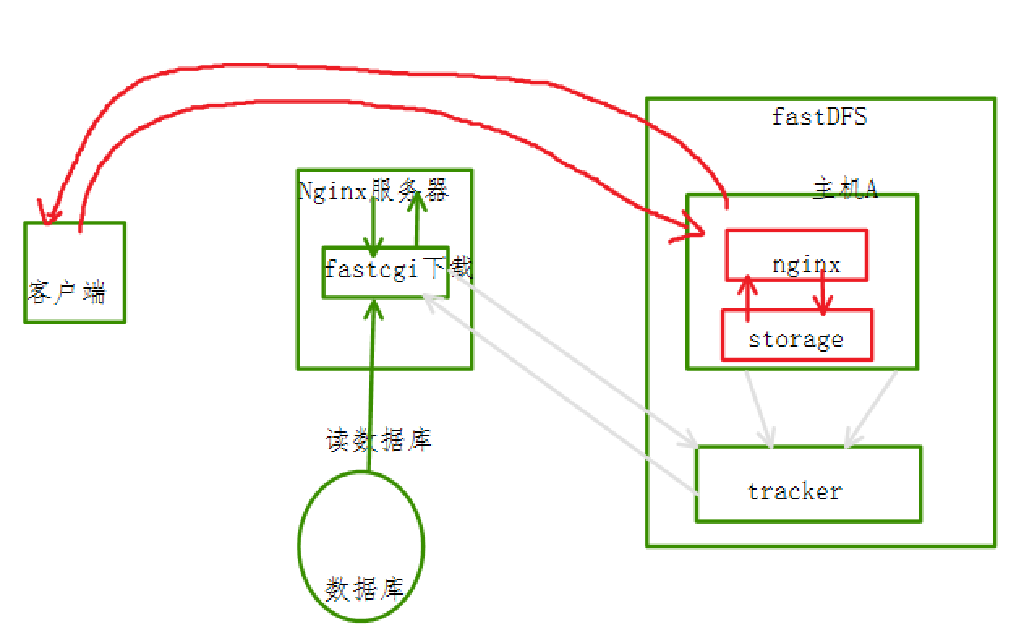 fastDFS
主机A
Nginx服务器
fastcgi下载
nginx
客户端
storage
读数据库
tracker
数据库